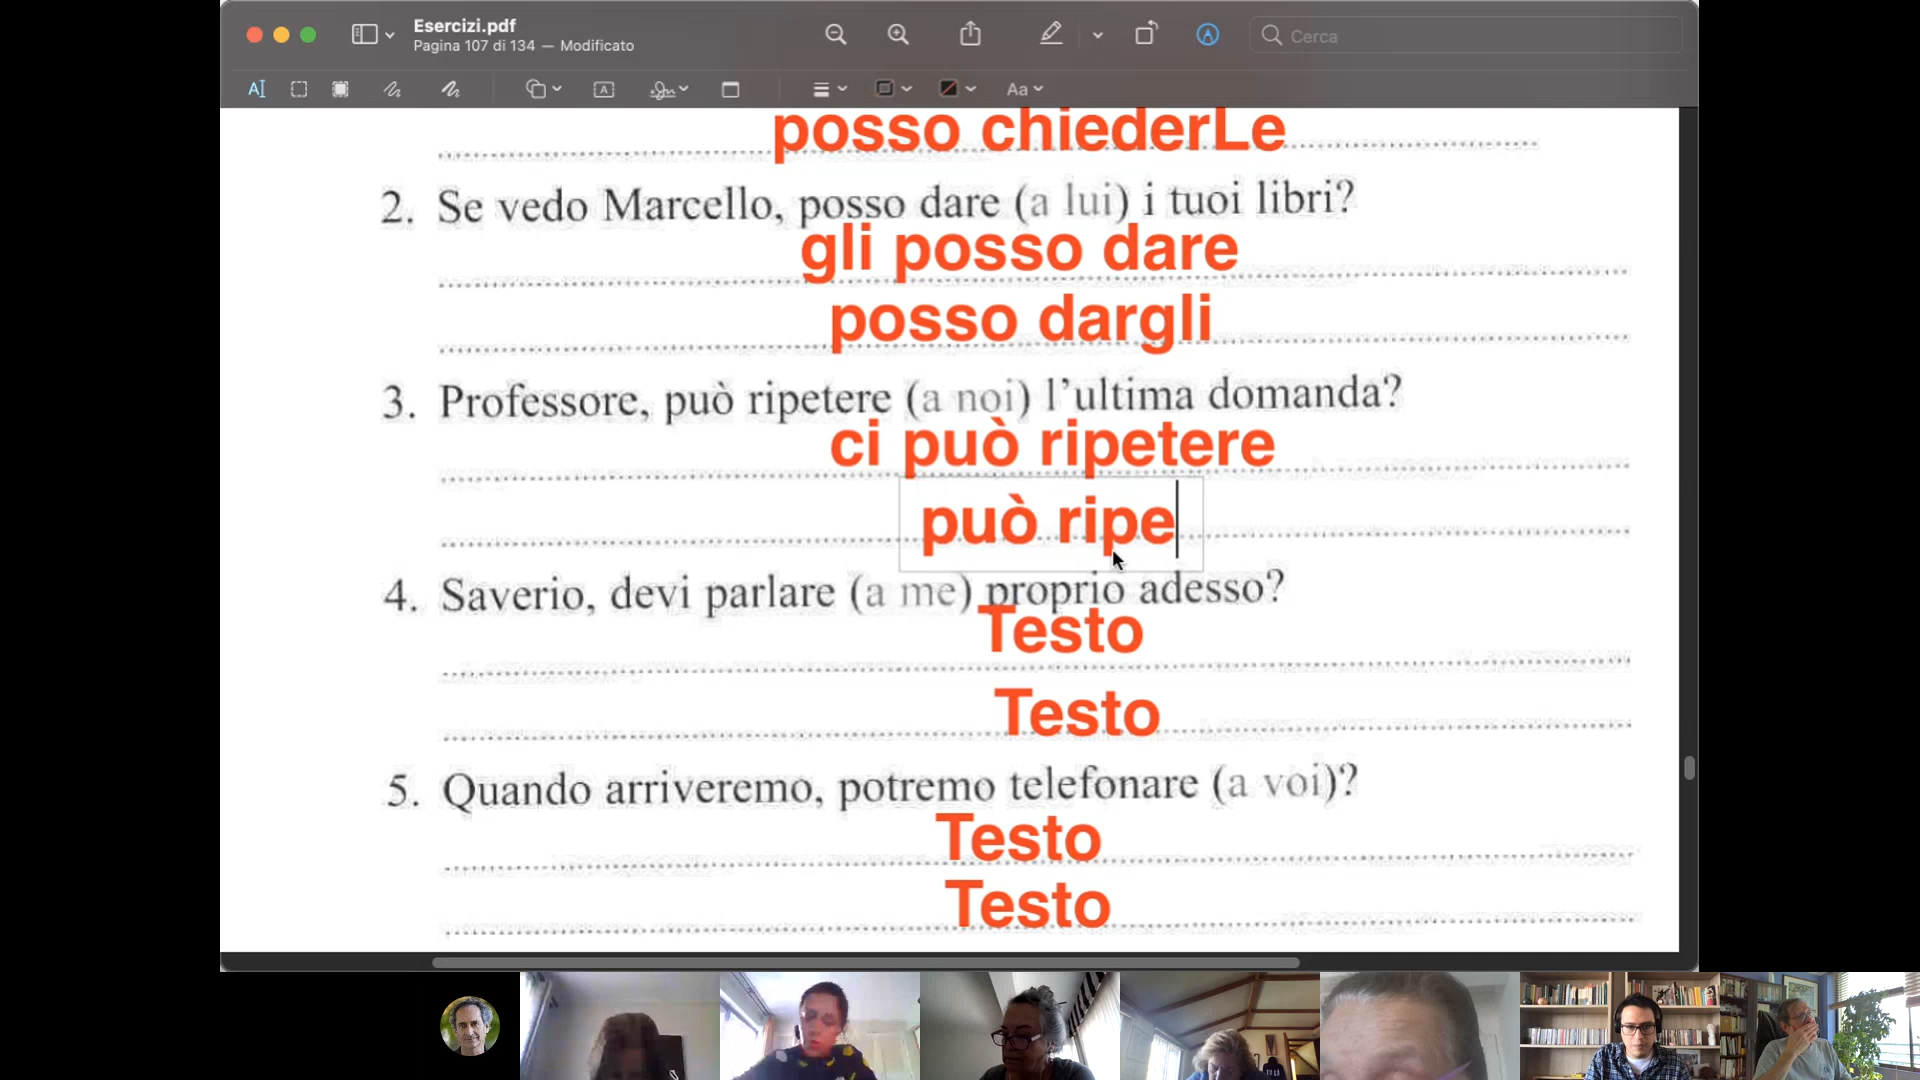 Esercizi.pdf
Pagina 107 di 134 — Modificato
Cerca
Aa
posso chiederLe
2. Se vedo Marcello, posso dare (a lui) i tuoi libri?
gli posso dare
posso dargli
3. Professore, può ripetere (a noi) l'ultima domanda?
ci può ripetere
può ripe
4. Saverio, devi parlare (a me) proprio adesso?
Testo
Testo
5. Quando arriveremo, potremo telefonare (a voi)?
Testo
Testo